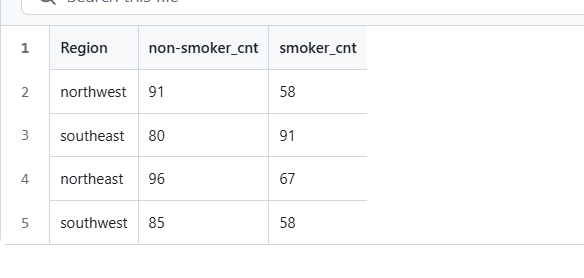 Search this file
1 Region non-smoker_cnt smoker_cnt
2 northwest 91 58
3 southeast 80 91
4 northeast 96 67
5 southwest 85 58